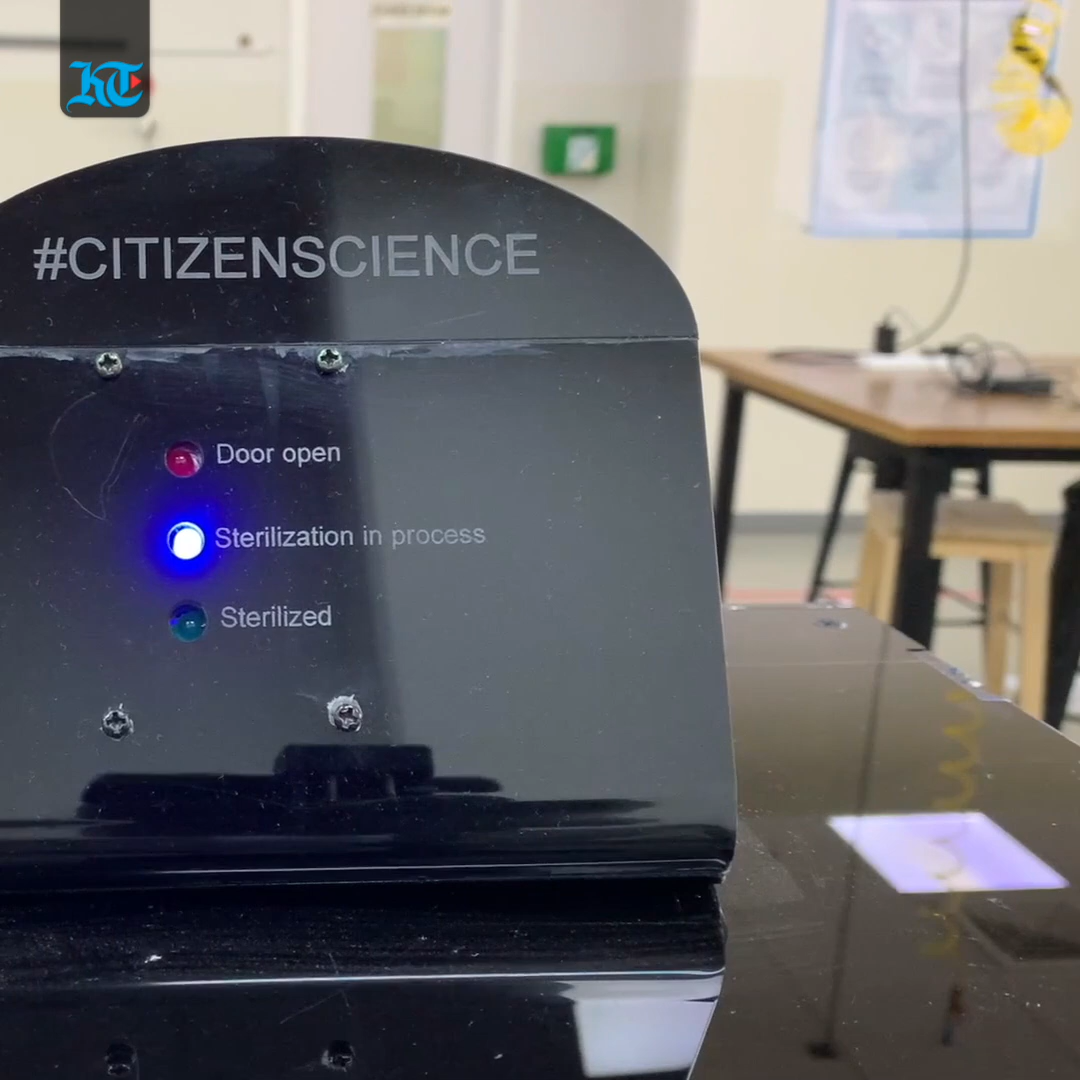 KT
#CITIZENSCIENCE
Door open
Sterilization in process
Sterilized